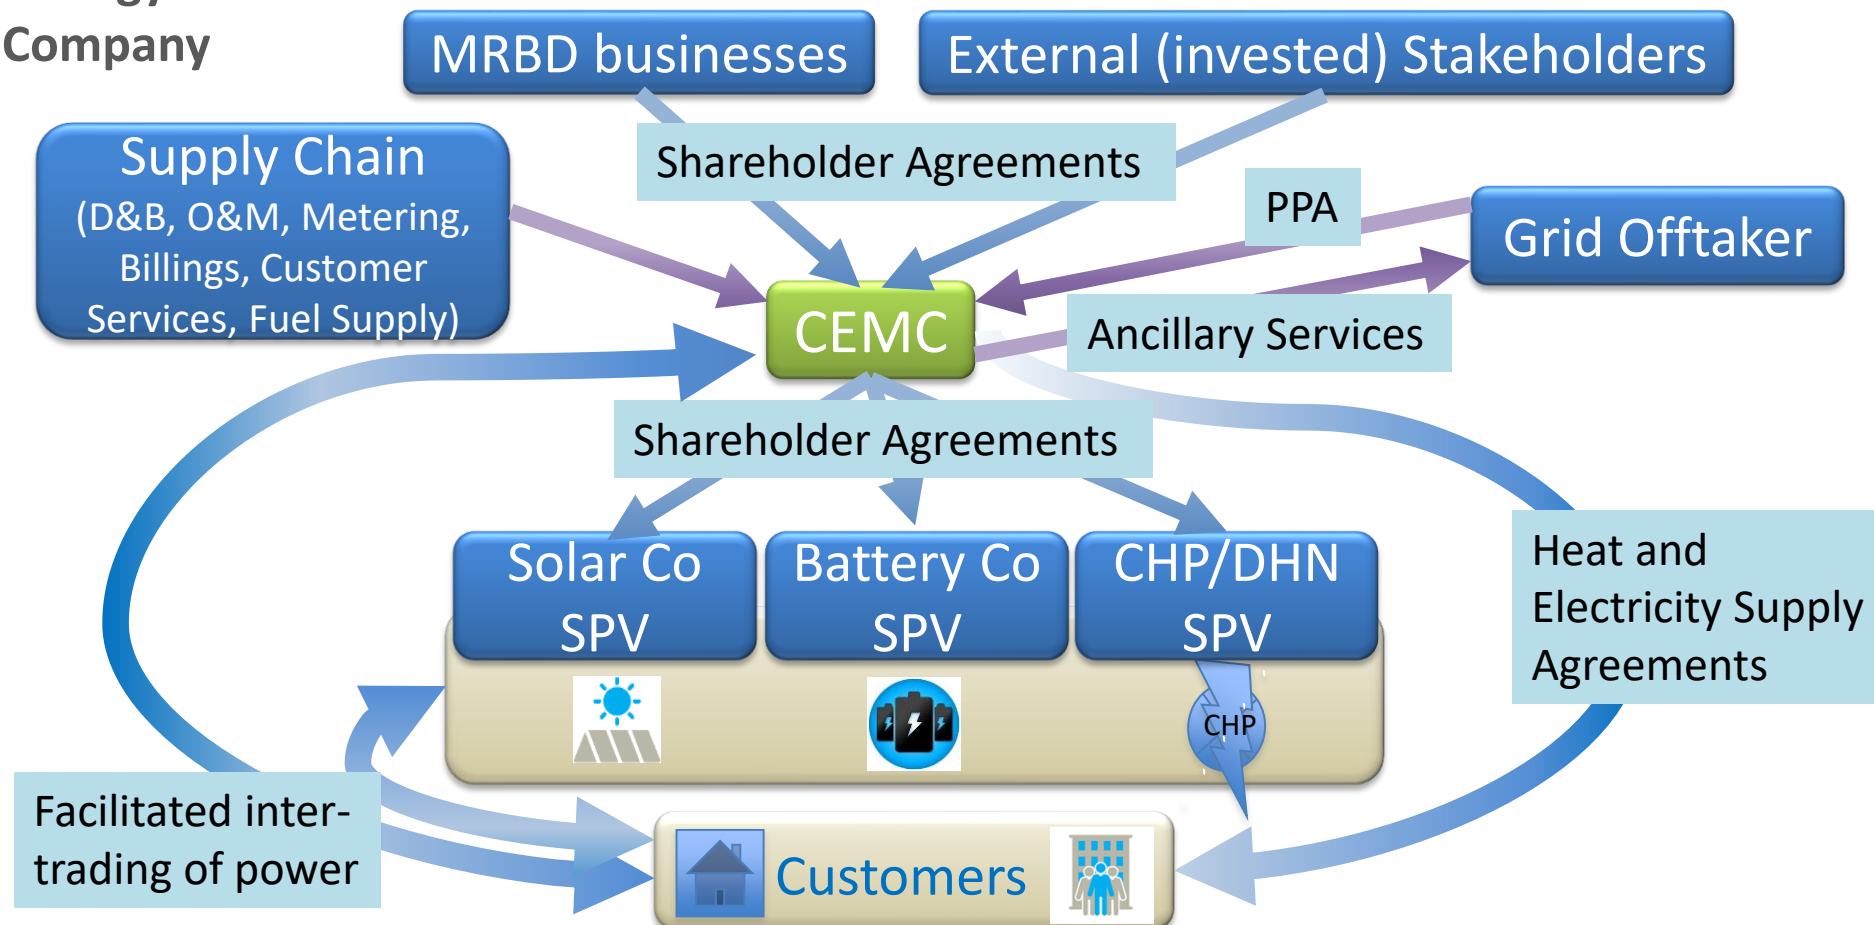 Company
MRBD businesses
External (invested) Stakeholders
Supply Chain
(D&B, O&M, Metering,
Billings, Customer
Services, Fuel Supply)
Shareholder Agreements
PPA
Grid Offtaker
CEMC
Ancillary Services
Shareholder Agreements
Solar Co
SPV
Battery Co
SPV
CHP/DHN
SPV
Heat and
Electricity Supply
Agreements
CHP
Facilitated inter-
trading of power
Customers